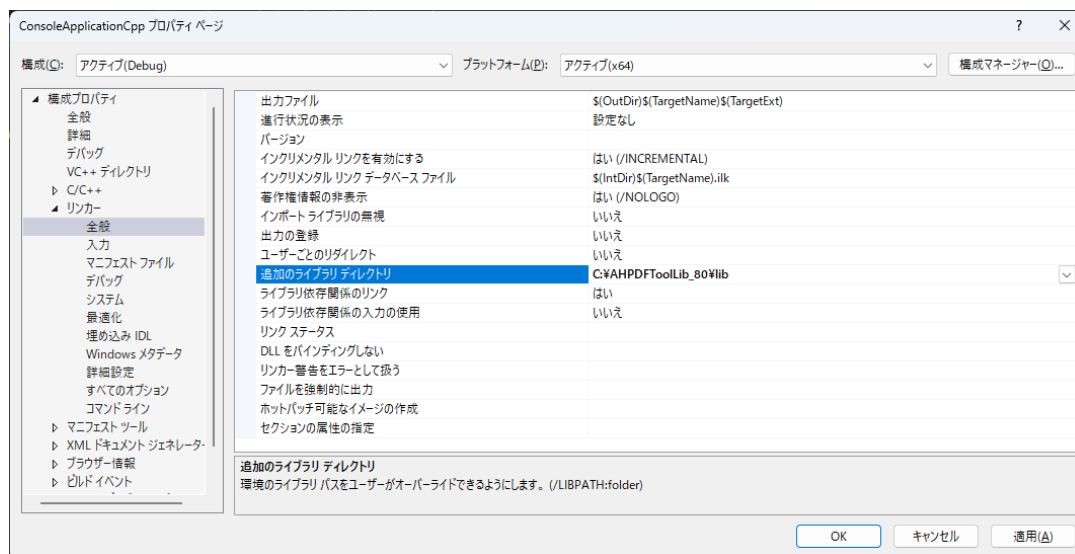 ConsoleApplicationCpp プロパティ ページ ? ×
構成(C): アクティブ(Debug) プラットフォーム(P): アクティブ(x64) 構成マネージャー(O)...
構成プロパティ
全般
詳細
デバッグ
VC++ ディレクトリ
C/C++
リンカー
全般
入力
マニフェスト ファイル
デバッグ
システム
最適化
埋め込み IDL
Windows メタデータ
詳細設定
すべてのオプション
コマンド ライン
マニフェスト ツール
XML ドキュメント ジェネレーター
ブラウザー情報
ビルド イベント
出力ファイル $(OutDir)$(TargetName)$(TargetExt)
進行状況の表示 設定なし
バージョン
インクリメンタル リンクを有効にする はい (/INCREMENTAL)
インクリメンタル リンク データベース ファイル $(IntDir)$(TargetName).ilk
著作権情報の非表示 はい (/NOLOGO)
インポート ライブラリの無視 いいえ
出力の登録 いいえ
ユーザーごとのリダイレクト いいえ
追加のライブラリ ディレクトリ C:¥AHPDFToolLib_80¥lib
ライブラリ依存関係のリンク はい
ライブラリ依存関係の入力の使用 いいえ
リンク ステータス
DLL をバインディングしない
リンカー警告をエラーとして扱う
ファイルを強制的に出力
ホットパッチ可能なイメージの作成
セクションの属性の指定
追加のライブラリ ディレクトリ
環境のライブラリ パスをユーザーがオーバーライドできるようにします。 (/LIBPATH:folder)
OK キャンセル 適用(A)